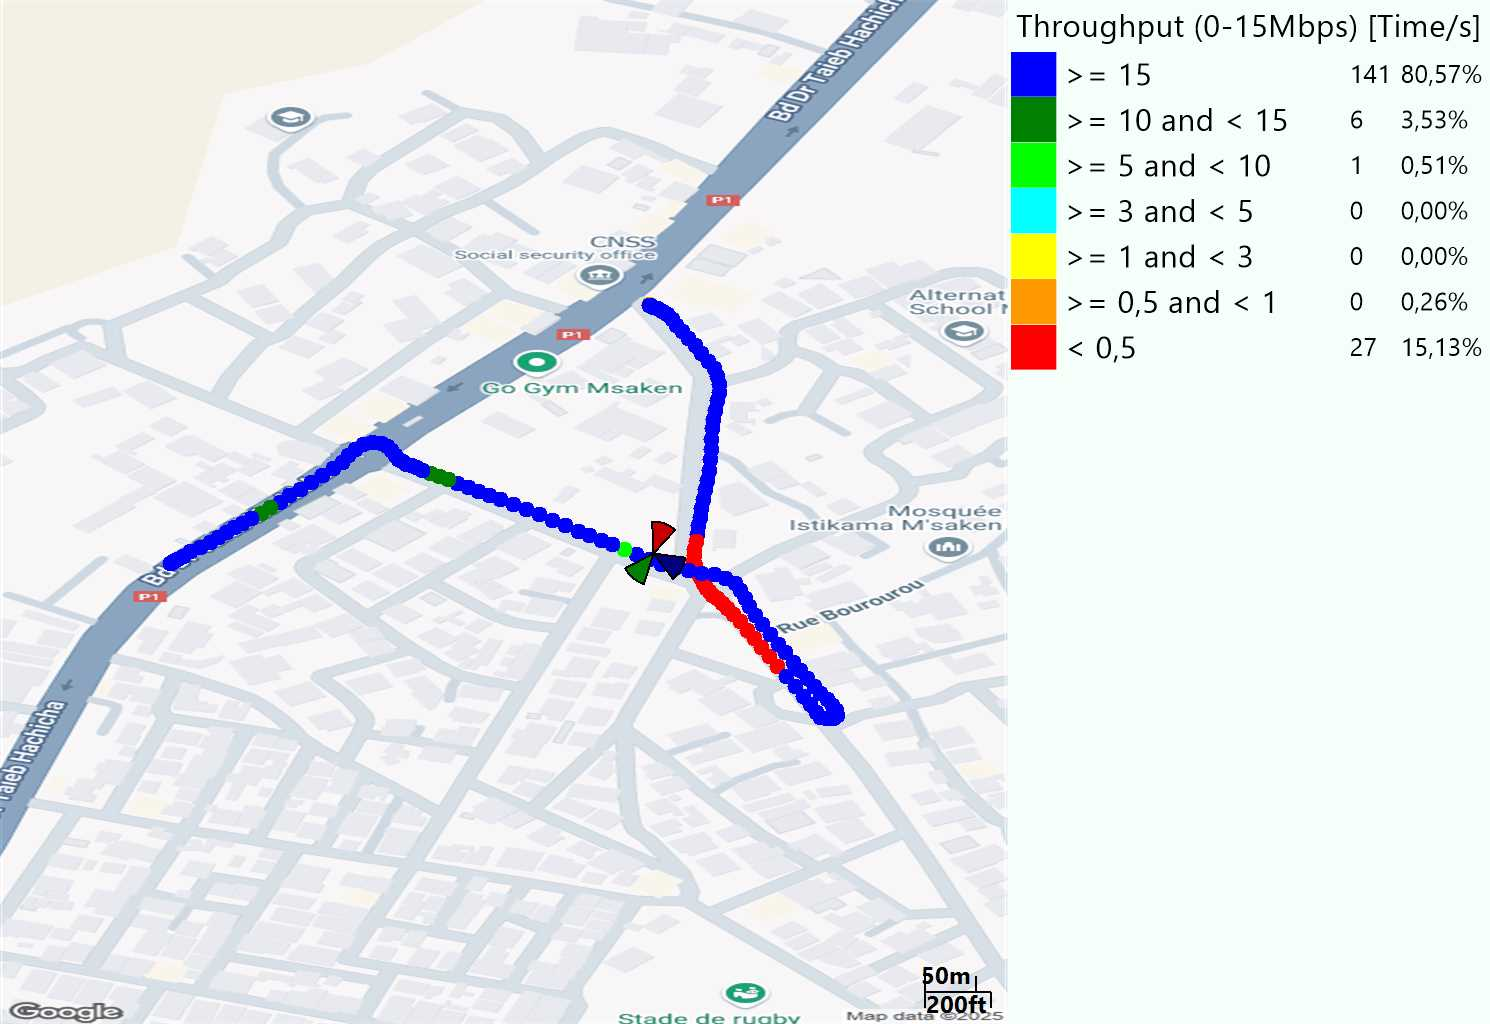 Throughput (0-15Mbps) [Time/s]
>= 15 141 80,57%
>= 10 and < 15 6 3,53%
>= 5 and < 10 1 0,51%
>= 3 and < 5 0 0,00%
>= 1 and < 3 0 0,00%
>= 0,5 and < 1 0 0,26%
< 0,5 27 15,13%
Bd Dr Taieb Hachich
P1
CNSS
Social security office
Alternat
School
P1
Go Gym Msaken
Mosquée
Istikama M'saken
Bd
P1
Rue Bourourou
Taieb Hachicha
50m
200ft
Google
Stade de rugby
Map data ©2025